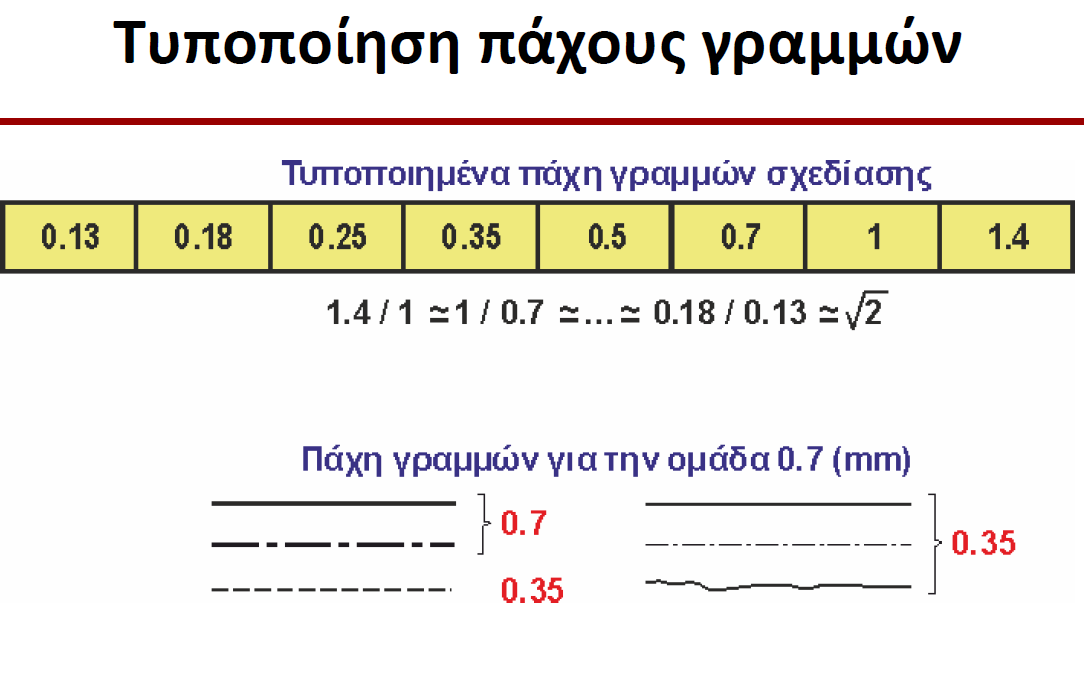 Τυποποίηση πάχους γραμμών
Τυποποιημένα πάχη γραμμών σχεδίασης
0.13 0.18 0.25 0.35 0.5 0.7 1 1.4
1.4 / 1 ≃ 1 / 0.7 ≃...≃ 0.18 / 0.13 ≃ √2
Πάχη γραμμών για την ομάδα 0.7 (mm)
0.7
0.35
0.35